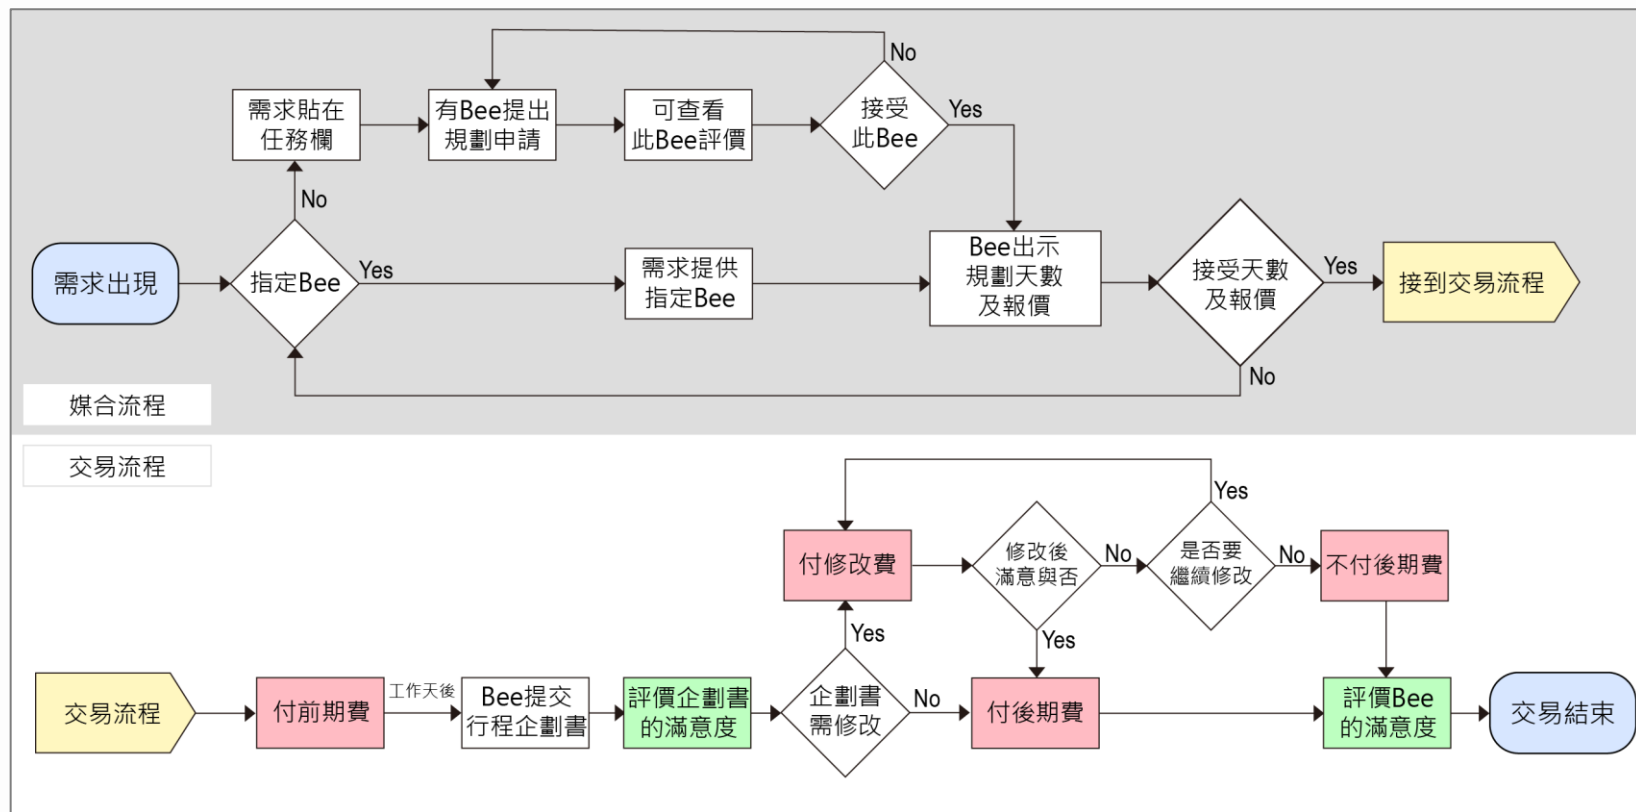 No
需求貼在
任務欄
有Bee提出
規劃申請
可查看
此Bee評價
接受
此Bee
Yes
No
需求出現
指定Bee
Yes
需求提供
指定Bee
Bee出示
規劃天數
及報價
接受天數
及報價
Yes
接到交易流程
No
媒合流程
交易流程
Yes
付修改費
修改後
滿意與否
No
是否要
繼續修改
No
不付後期費
Yes
Yes
交易流程
付前期費
工作天後
Bee提交
行程企劃書
評價企劃書
的滿意度
企劃書
需修改
No
付後期費
評價Bee
的滿意度
交易結束